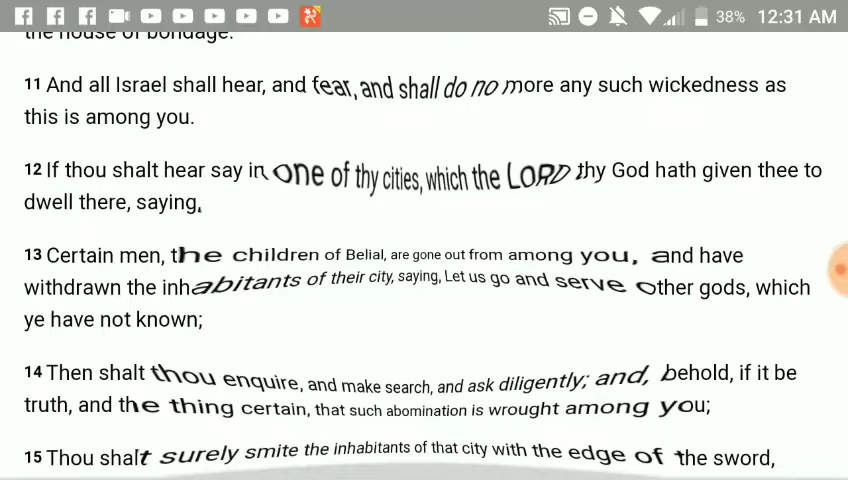 38% 12:31 AM
the house of bondage.
11 And all Israel shall hear, and fear, and shall do no more any such wickedness as
this is among you.
12 If thou shalt hear say in one of thy cities, which the LORD thy God hath given thee to
dwell there, saying,
13 Certain men, the children of Belial, are gone out from among you, and have
withdrawn the inhabitants of their city, saying, Let us go and serve other gods, which
ye have not known;
14 Then shalt thou enquire, and make search, and ask diligently; and, behold, if it be
truth, and the thing certain, that such abomination is wrought among you;
15 Thou shalt surely smite the inhabitants of that city with the edge of the sword,